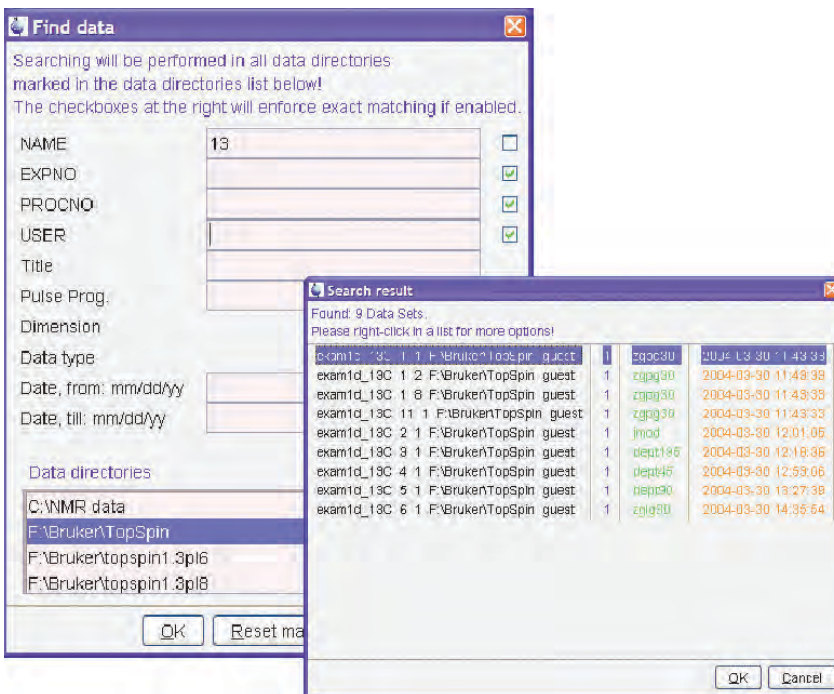 Find data
Searching will be performed in all data directories
marked in the data directories list below!
The checkboxes at the right will enforce exact matching if enabled.
NAME 13
EXPNO
PROCNO
USER
Title
Pulse Prog.
Dimension
Data type
Date, from: mm/dd/yy
Date, till: mm/dd/yy
Data directories
C:\NMR data
F:\Bruker\TopSpin
F:\Bruker\topspin1.3pl6
F:\Bruker\topspin1.3pl8
OK Reset ma
Search result
Found: 9 Data Sets.
Please right-click in a list for more options!
exam1d_13C 1 1 F:\Bruker\TopSpin guest 1 zgpg30 2004-03-30 11:43:33
exam1d_13C 1 2 F:\Bruker\TopSpin guest 1 zgpg30 2004-03-30 11:43:33
exam1d_13C 1 8 F:\Bruker\TopSpin guest 1 zgpg30 2004-03-30 11:43:33
exam1d_13C 11 1 F:\Bruker\TopSpin guest 1 zgpg30 2004-03-30 11:43:33
exam1d_13C 2 1 F:\Bruker\TopSpin guest 1 jmod 2004-03-30 12:01:05
exam1d_13C 3 1 F:\Bruker\TopSpin guest 1 dept135 2004-03-30 12:18:36
exam1d_13C 4 1 F:\Bruker\TopSpin guest 1 dept45 2004-03-30 12:53:06
exam1d_13C 5 1 F:\Bruker\TopSpin guest 1 dept90 2004-03-30 13:27:39
exam1d_13C 6 1 F:\Bruker\TopSpin guest 1 zgig30 2004-03-30 14:35:54
OK Cancel